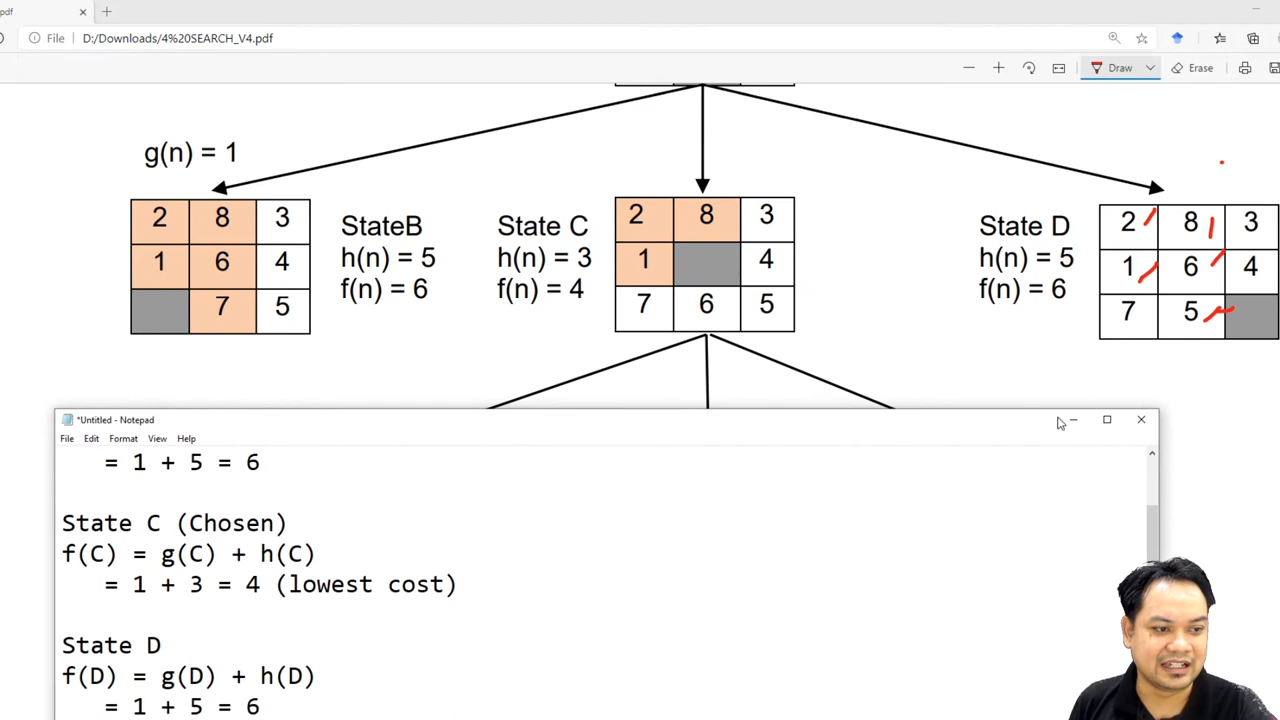 pdf
File D:/Downloads/4%20SEARCH_V4.pdf
Draw
Erase
g(n) = 1
2 8 3
1 6 4
7 5
StateB
h(n) = 5
f(n) = 6
State C
h(n) = 3
f(n) = 4
2 8 3
1 4
7 6 5
State D
h(n) = 5
f(n) = 6
2 8 3
1 6 4
7 5
*Untitled - Notepad
File Edit Format View Help
= 1 + 5 = 6
State C (Chosen)
f(C) = g(C) + h(C)
= 1 + 3 = 4 (lowest cost)
State D
f(D) = g(D) + h(D)
= 1 + 5 = 6